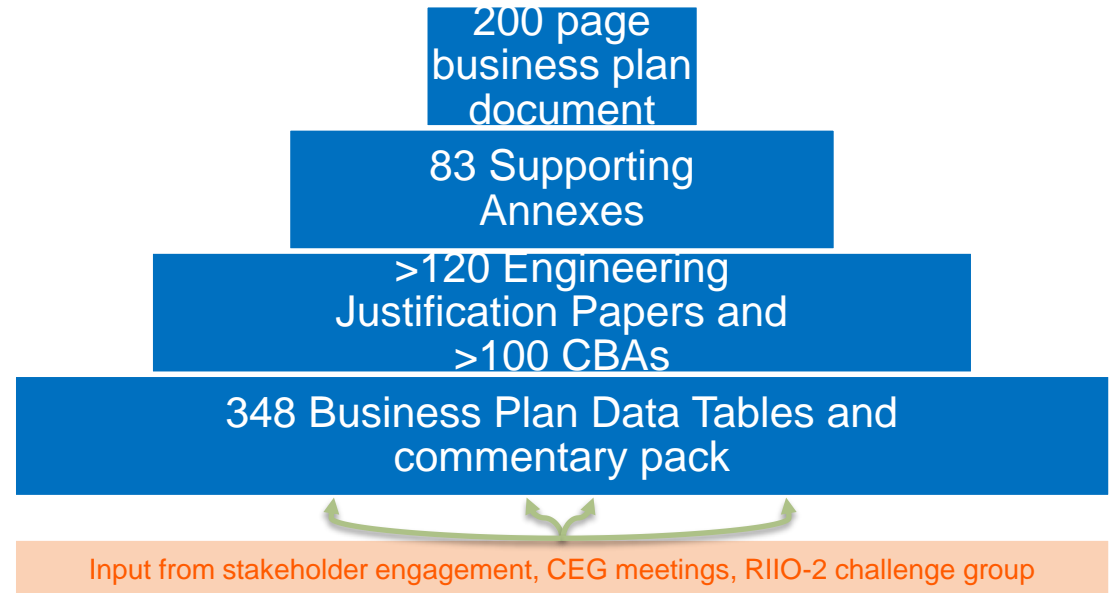 200 page
business plan
document
83 Supporting
Annexes
>120 Engineering
Justification Papers and
>100 CBAs
348 Business Plan Data Tables and
commentary pack
Input from stakeholder engagement, CEG meetings, RIIO-2 challenge group